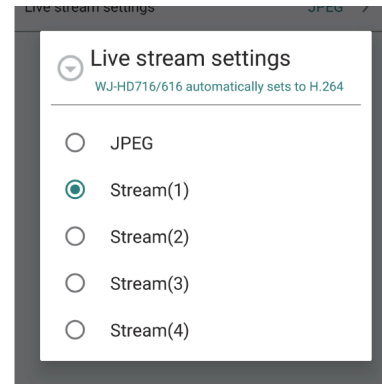 Live stream settings JPEG >
Live stream settings
WJ-HD716/616 automatically sets to H.264
JPEG
Stream(1)
Stream(2)
Stream(3)
Stream(4)